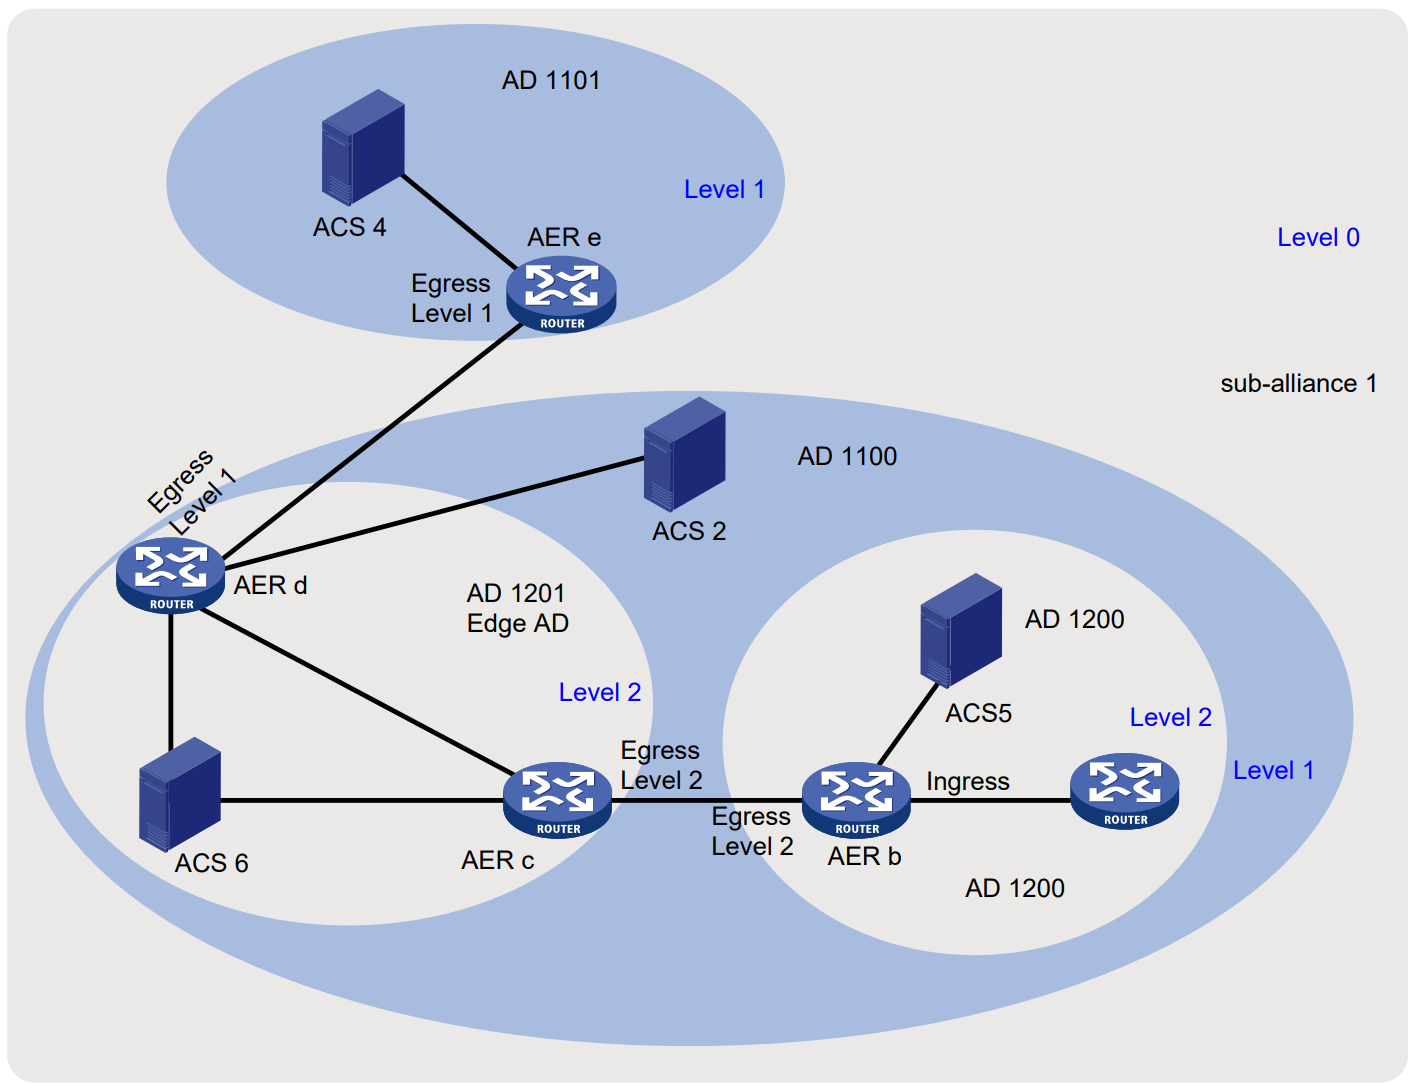 AD 1101
Level 1
ACS 4
AER e
Level 0
Egress
Level 1
ROUTER
sub-alliance 1
AD 1100
Egress
Level 1
ACS 2
AER d
ROUTER
AD 1201
Edge AD
AD 1200
Level 2
ACS5
Level 2
Egress
Level 2
Level 1
Ingress
ROUTER
Egress
Level 2
ROUTER
ROUTER
ACS 6
AER c
AER b
AD 1200